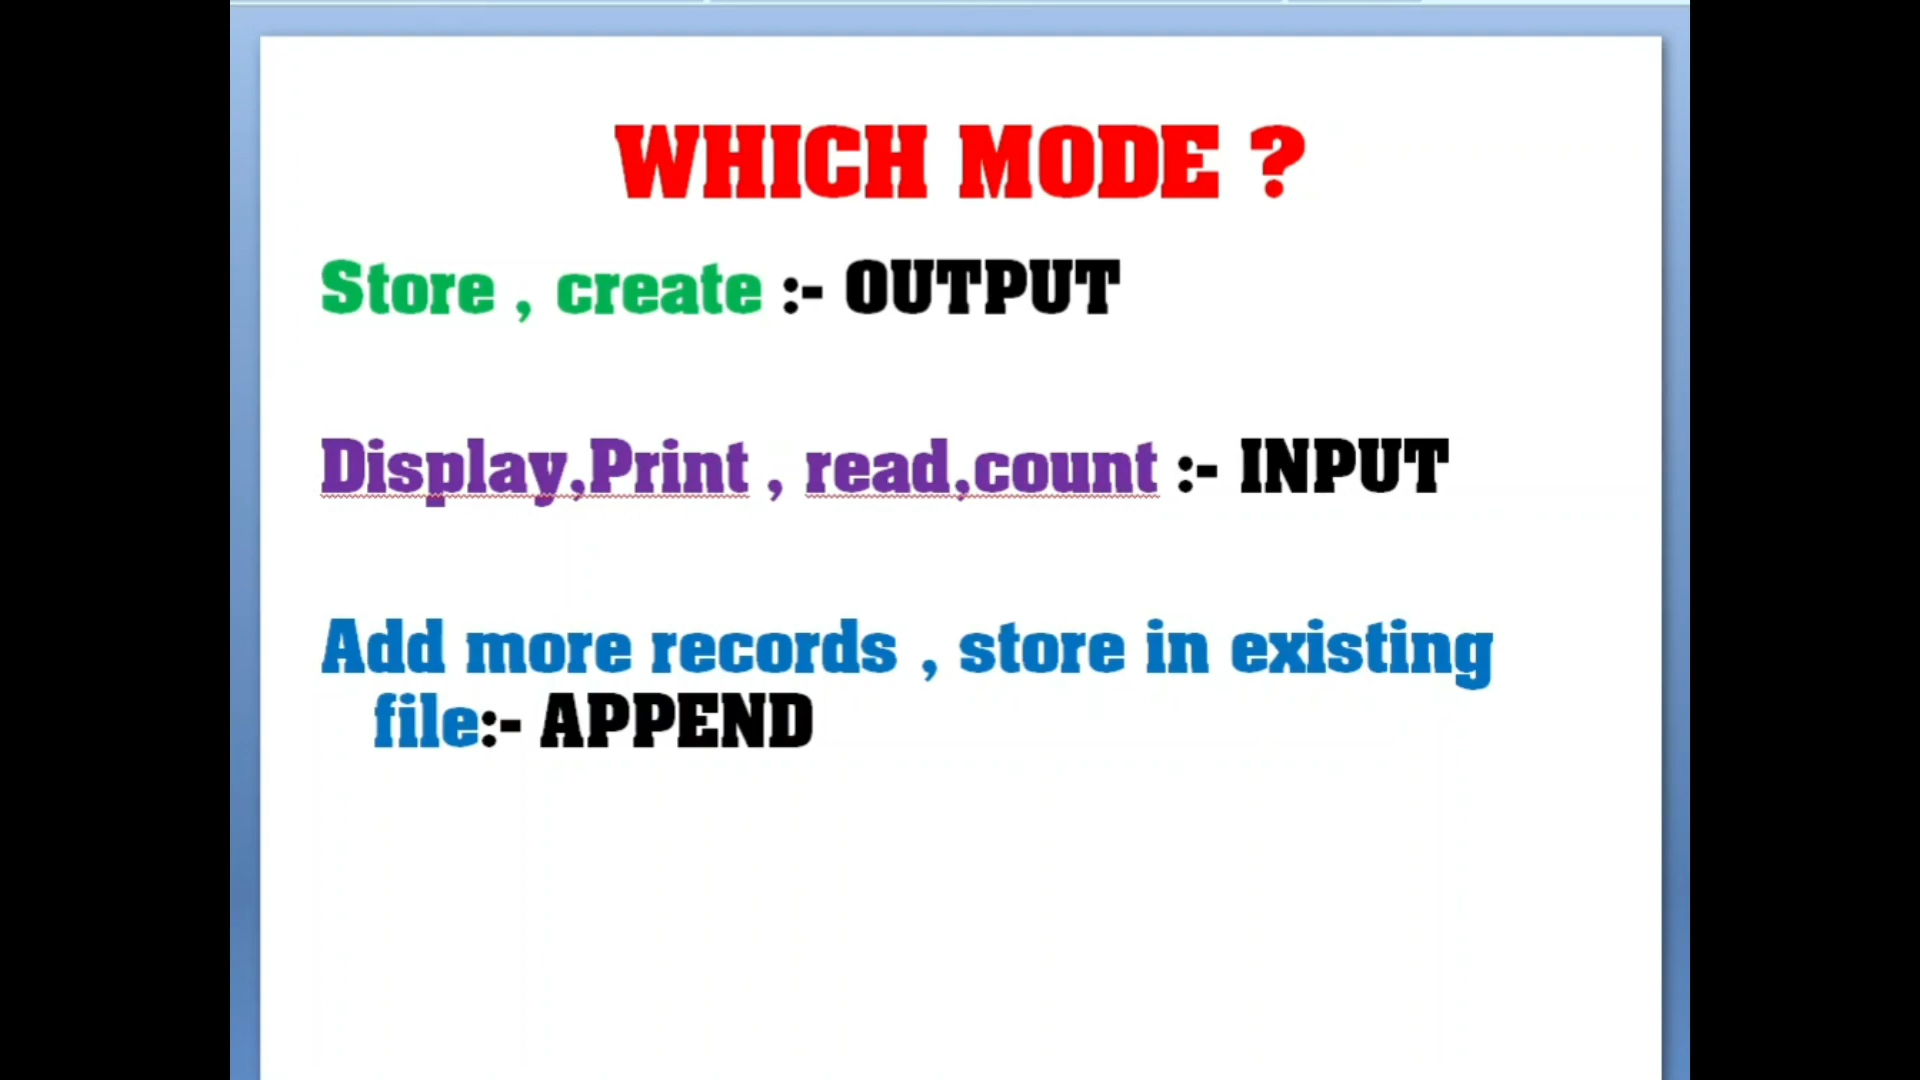 WHICH MODE ?
Store , create :- OUTPUT
Display,Print , read,count :- INPUT
Add more records , store in existing
file:- APPEND